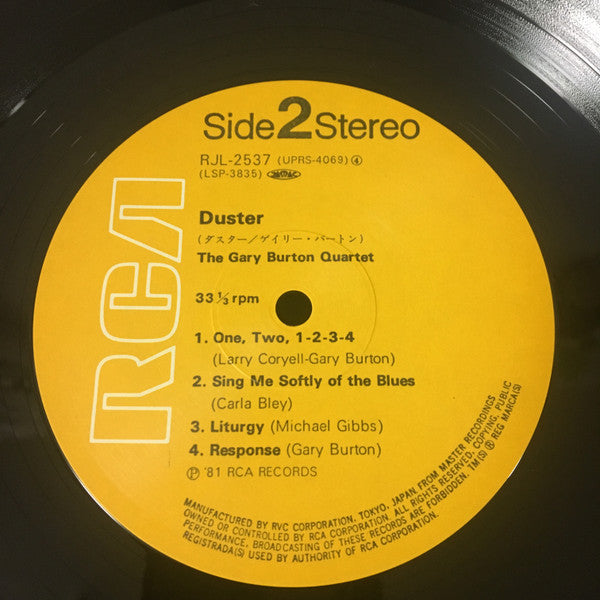 Side 2 Stereo
RJL-2537 (UPRS-4069) ④
(LSP-3835)
RCA
Duster
(ダスター/ゲイリー・バートン)
The Gary Burton Quartet
33 ⅓ rpm
1. One, Two, 1-2-3-4
(Larry Coryell-Gary Burton)
2. Sing Me Softly of the Blues
(Carla Bley)
3. Liturgy (Michael Gibbs)
4. Response (Gary Burton)
Ⓟ '81 RCA RECORDS
MANUFACTURED BY RVC CORPORATION, TOKYO, JAPAN FROM MASTER RECORDINGS
OWNED OR CONTROLLED BY RCA CORPORATION. ALL RIGHTS RESERVED. COPYING, PUBLIC
PERFORMANCE, BROADCASTING OF THESE RECORDS ARE FORBIDDEN. TM(S) ® REG MARCA(S)
REGISTRADA(S) USED BY AUTHORITY OF RCA CORPORATION.